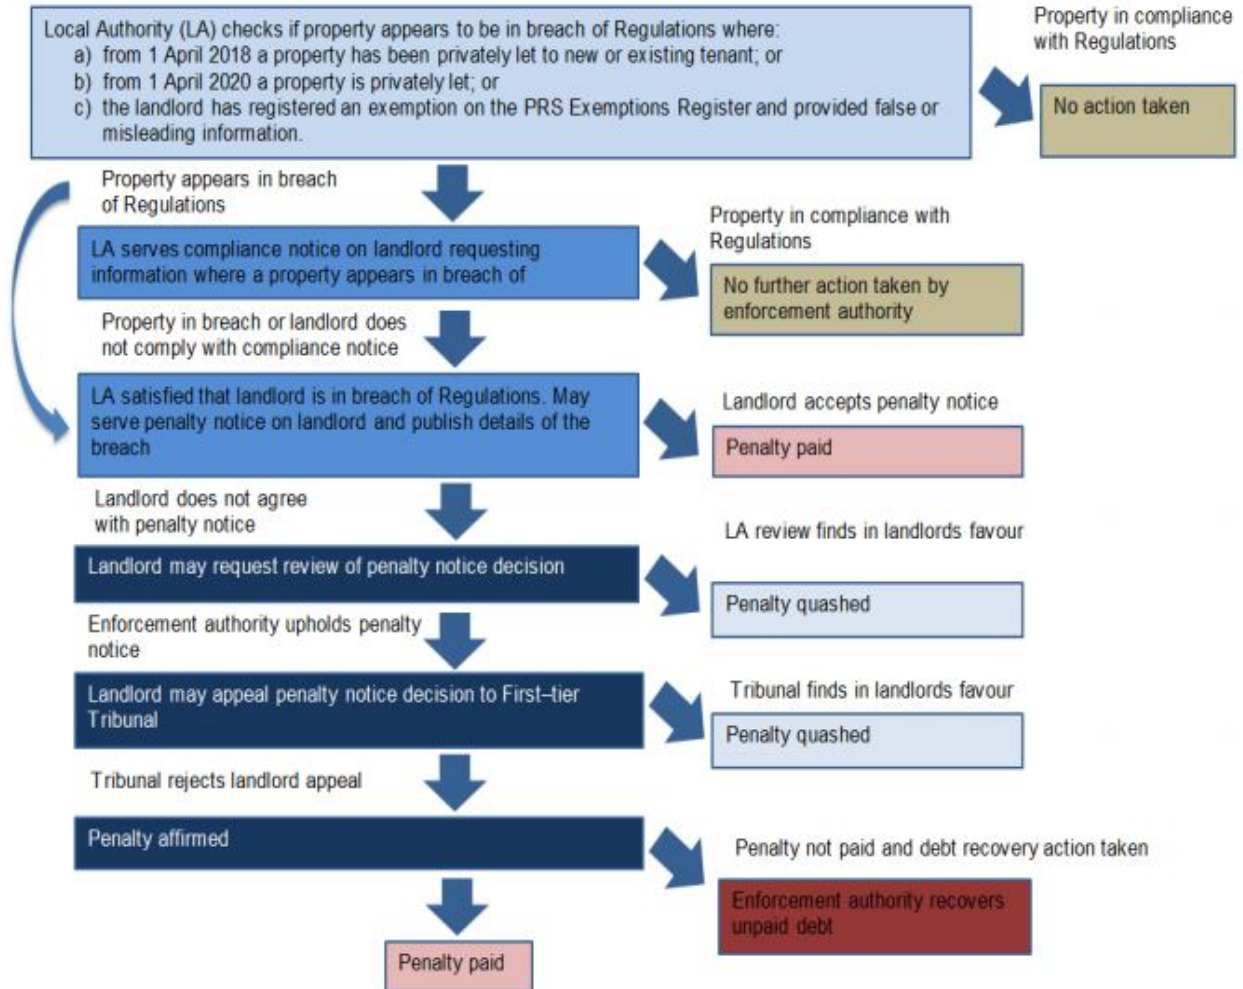 Local Authority (LA) checks if property appears to be in breach of Regulations where:
a) from 1 April 2018 a property has been privately let to new or existing tenant; or
b) from 1 April 2020 a property is privately let; or
c) the landlord has registered an exemption on the PRS Exemptions Register and provided false or
misleading information.
Property in compliance
with Regulations
No action taken
Property appears in breach
of Regulations
LA serves compliance notice on landlord requesting
information where a property appears in breach of
Property in compliance with
Regulations
No further action taken by
enforcement authority
Property in breach or landlord does
not comply with compliance notice
LA satisfied that landlord is in breach of Regulations. May
serve penalty notice on landlord and publish details of the
breach
Landlord accepts penalty notice
Penalty paid
Landlord does not agree
with penalty notice
Landlord may request review of penalty notice decision
LA review finds in landlords favour
Penalty quashed
Enforcement authority upholds penalty
notice
Landlord may appeal penalty notice decision to First–tier
Tribunal
Tribunal finds in landlords favour
Penalty quashed
Tribunal rejects landlord appeal
Penalty affirmed
Penalty not paid and debt recovery action taken
Enforcement authority recovers
unpaid debt
Penalty paid